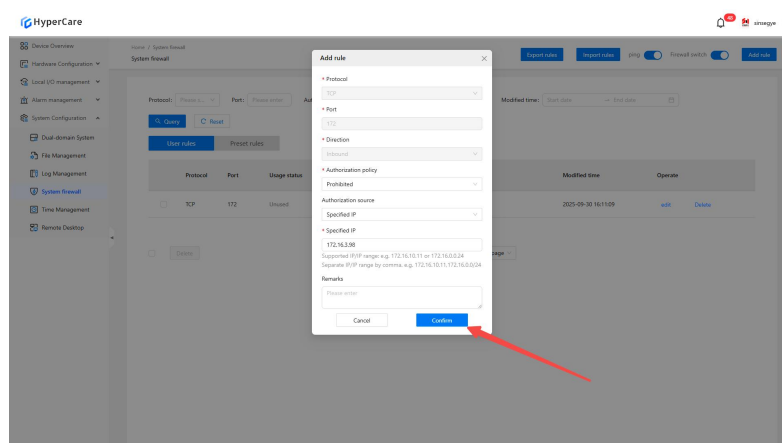 HyperCare
48
sinsegye
Device Overview
Hardware Configuration
Local I/O management
Alarm management
System Configuration
Dual-domain System
File Management
Log Management
System firewall
Time Management
Remote Desktop
Home / System firewall
System firewall
Export rules
Import rules
ping
Firewall switch
Add rule
Protocol:
Port: Please enter
Modified time: Start date → End date
Query
Reset
User rules
Preset rules
Protocol Port Usage status Modified time Operate
TCP 172 Unused 2025-09-30 16:11:09 edit Delete
Delete
page
Add rule
* Protocol
TCP
* Port
172
* Direction
Inbound
* Authorization policy
Prohibited
Authorization source
Specified IP
* Specified IP
172.16.3.98
Supported IP/IP range: e.g. 172.16.10.11 or 172.16.0.0.24
Separate IP/IP range by comma. e.g. 172.16.10.11,172.16.0.0/24
Remarks
Please enter
Cancel
Confirm